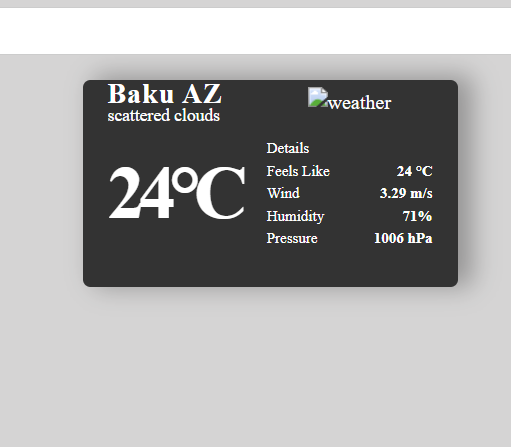 Baku AZ
scattered clouds
weather
24°C
Details
Feels Like 24 °C
Wind 3.29 m/s
Humidity 71%
Pressure 1006 hPa